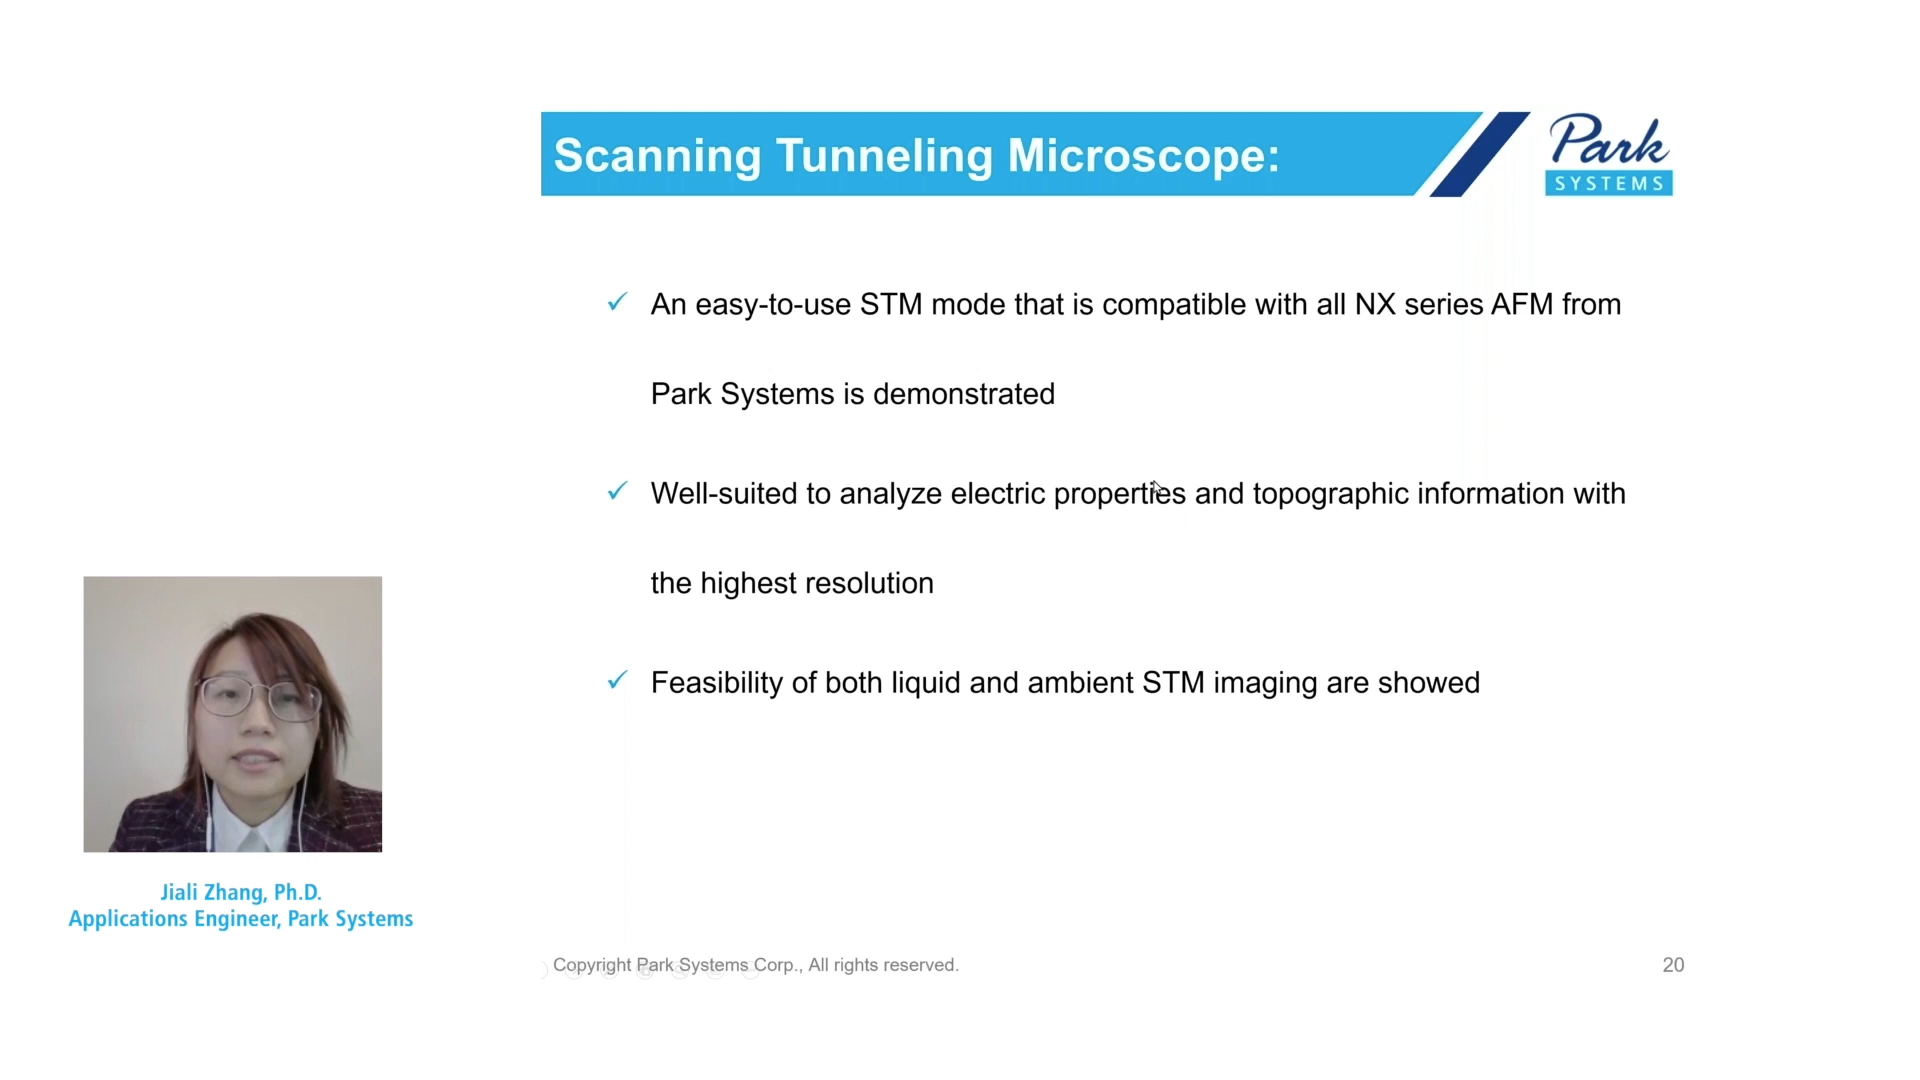 Scanning Tunneling Microscope:
Park
SYSTEMS
An easy-to-use STM mode that is compatible with all NX series AFM from
Park Systems is demonstrated
Well-suited to analyze electric properties and topographic information with
the highest resolution
Feasibility of both liquid and ambient STM imaging are showed
Jiali Zhang, Ph.D.
Applications Engineer, Park Systems
Copyright Park Systems Corp., All rights reserved.
20